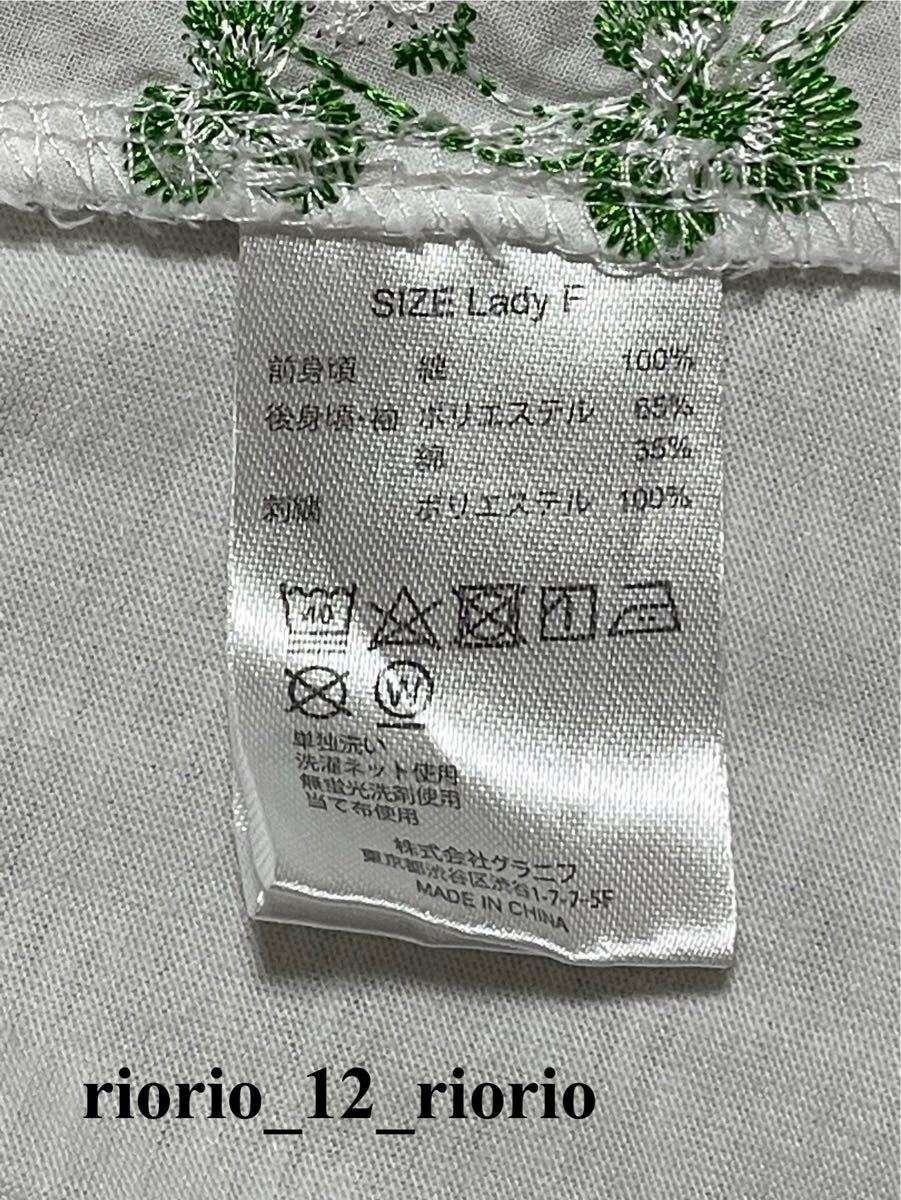 SIZE Lady F
前身頃 綿 100%
後身頃・袖 ポリエステル 65%
綿 35%
刺繍 ポリエステル 100%
40
W
単独洗い
洗濯ネット使用
無蛍光洗剤使用
当て布使用
株式会社グラニフ
東京都渋谷区渋谷1-7-7-5F
MADE IN CHINA
riorio_12_riorio